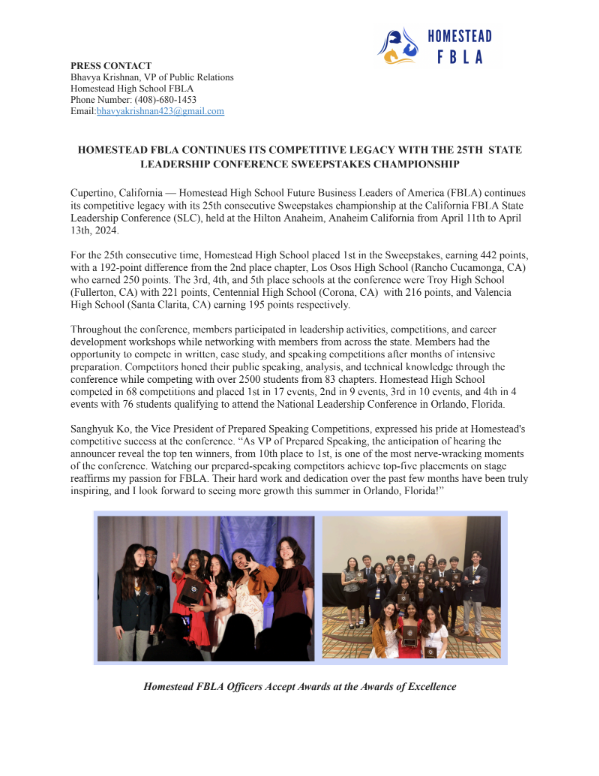 HOMESTEAD
FBLA
PRESS CONTACT
Bhavya Krishnan, VP of Public Relations
Homestead High School FBLA
Phone Number: (408)-680-1453
Email:bhavyakrishnan423@gmail.com
HOMESTEAD FBLA CONTINUES ITS COMPETITIVE LEGACY WITH THE 25TH STATE
LEADERSHIP CONFERENCE SWEEPSTAKES CHAMPIONSHIP
Cupertino, California — Homestead High School Future Business Leaders of America (FBLA) continues
its competitive legacy with its 25th consecutive Sweepstakes championship at the California FBLA State
Leadership Conference (SLC), held at the Hilton Anaheim, Anaheim California from April 11th to April
13th, 2024.
For the 25th consecutive time, Homestead High School placed 1st in the Sweepstakes, earning 442 points,
with a 192-point difference from the 2nd place chapter, Los Osos High School (Rancho Cucamonga, CA)
who earned 250 points. The 3rd, 4th, and 5th place schools at the conference were Troy High School
(Fullerton, CA) with 221 points, Centennial High School (Corona, CA) with 216 points, and Valencia
High School (Santa Clarita, CA) earning 195 points respectively.
Throughout the conference, members participated in leadership activities, competitions, and career
development workshops while networking with members from across the state. Members had the
opportunity to compete in written, case study, and speaking competitions after months of intensive
preparation. Competitors honed their public speaking, analysis, and technical knowledge through the
conference while competing with over 2500 students from 83 chapters. Homestead High School
competed in 68 competitions and placed 1st in 17 events, 2nd in 9 events, 3rd in 10 events, and 4th in 4
events with 76 students qualifying to attend the National Leadership Conference in Orlando, Florida.
Sanghyuk Ko, the Vice President of Prepared Speaking Competitions, expressed his pride at Homestead's
competitive success at the conference. “As VP of Prepared Speaking, the anticipation of hearing the
announcer reveal the top ten winners, from 10th place to 1st, is one of the most nerve-wracking moments
of the conference. Watching our prepared-speaking competitors achieve top-five placements on stage
reaffirms my passion for FBLA. Their hard work and dedication over the past few months have been truly
inspiring, and I look forward to seeing more growth this summer in Orlando, Florida!”
Homestead FBLA Officers Accept Awards at the Awards of Excellence